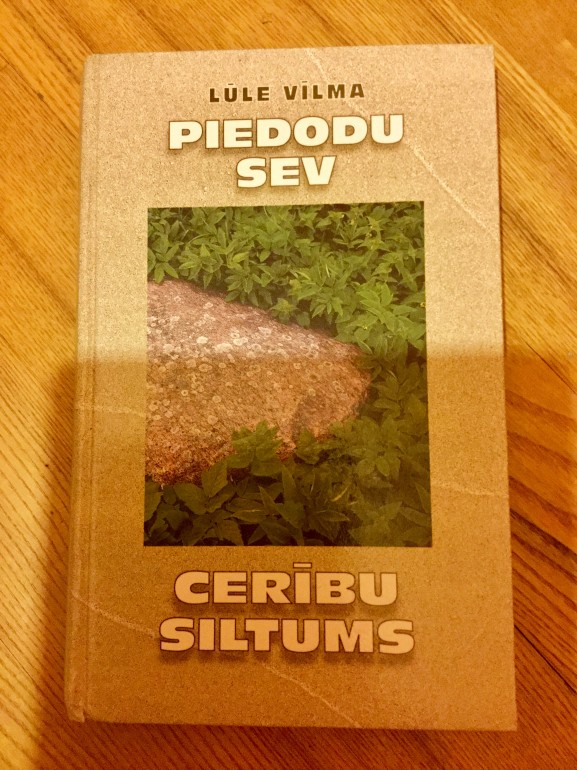 LŪLE VĪLMA
PIEDODU
SEV
CERĪBU
SILTUMS